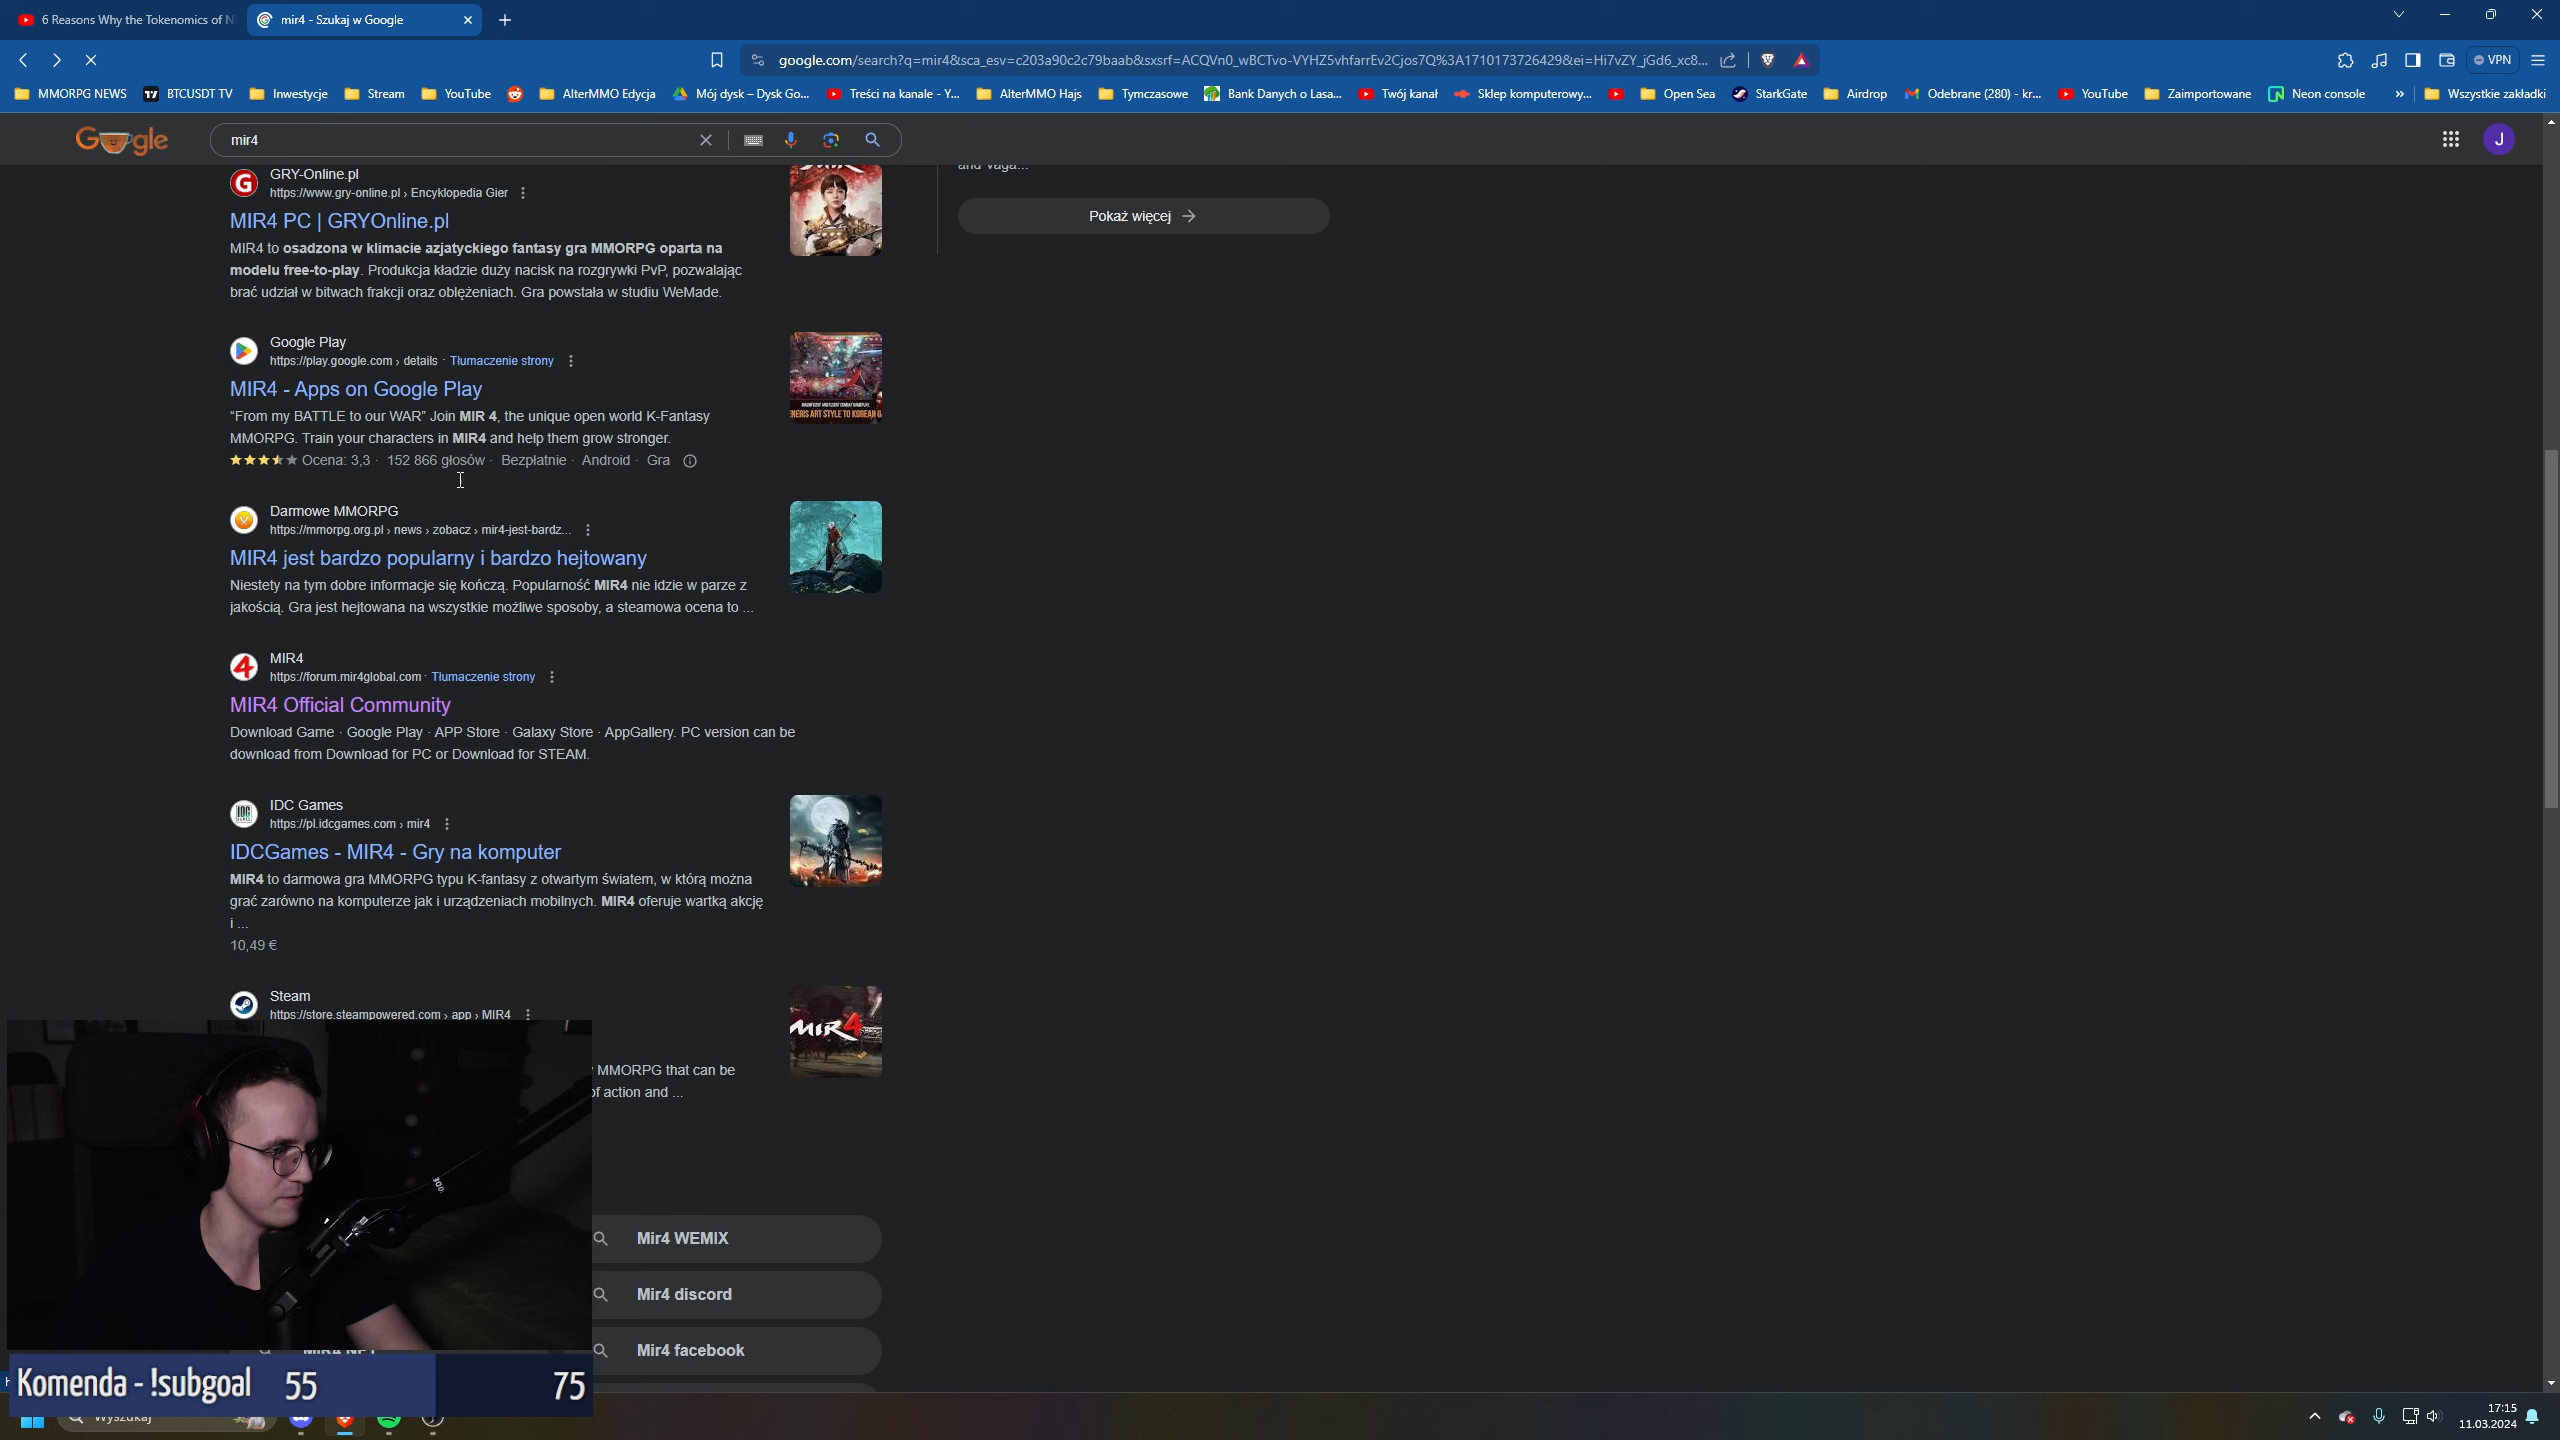 6 Reasons Why the Tokenomics of N
mir4 - Szukaj w Google
google.com/search?q=mir4&sca_esv=c203a90c2c79baab&sxsrf=ACQVn0_wBCTvo-VYHZ5vhfarrEv2Cjos7Q%3A1710173726429&ei=Hi7vZY_jGd6_xc8...
VPN
MMORPG NEWS
BTCUSDT TV
Inwestycje
Stream
YouTube
AlterMMO Edycja
Mój dysk – Dysk Go...
Treści na kanale - Y...
AlterMMO Hajs
Tymczasowe
Bank Danych o Lasa...
Twój kanał
Sklep komputerowy...
Open Sea
StarkGate
Airdrop
Odebrane (280) - kr...
YouTube
Zaimportowane
Neon console
»
Wszystkie zakładki
Google
mir4
J
GRY-Online.pl
https://www.gry-online.pl › Encyklopedia Gier
MIR4 PC | GRYOnline.pl
MIR4 to osadzona w klimacie azjatyckiego fantasy gra MMORPG oparta na
modelu free-to-play. Produkcja kładzie duży nacisk na rozgrywki PvP, pozwalając
brać udział w bitwach frakcji oraz oblężeniach. Gra powstała w studiu WeMade.
and Vaga...
Pokaż więcej
Google Play
https://play.google.com › details · Tłumaczenie strony
MIR4 - Apps on Google Play
“From my BATTLE to our WAR” Join MIR 4, the unique open world K-Fantasy
MMORPG. Train your characters in MIR4 and help them grow stronger.
Ocena: 3,3 · 152 866 głosów · Bezpłatnie · Android · Gra
Darmowe MMORPG
https://mmorpg.org.pl › news › zobacz › mir4-jest-bardz...
MIR4 jest bardzo popularny i bardzo hejtowany
Niestety na tym dobre informacje się kończą. Popularność MIR4 nie idzie w parze z
jakością. Gra jest hejtowana na wszystkie możliwe sposoby, a steamowa ocena to ...
MIR4
https://forum.mir4global.com · Tłumaczenie strony
MIR4 Official Community
Download Game · Google Play · APP Store · Galaxy Store · AppGallery. PC version can be
download from Download for PC or Download for STEAM.
IDC Games
https://pl.idcgames.com › mir4
IDCGames - MIR4 - Gry na komputer
MIR4 to darmowa gra MMORPG typu K-fantasy z otwartym światem, w którą można
grać zarówno na komputerze jak i urządzeniach mobilnych. MIR4 oferuje wartką akcję
i ...
10,49 €
Steam
https://store.steampowered.com › app › MIR4
MIR4
MMORPG that can be
of action and ...
Mir4 WEMIX
Mir4 discord
Mir4 facebook
MIR4 NFT
Komenda - !subgoal 55 75
Wyszukaj
17:15
11.03.2024